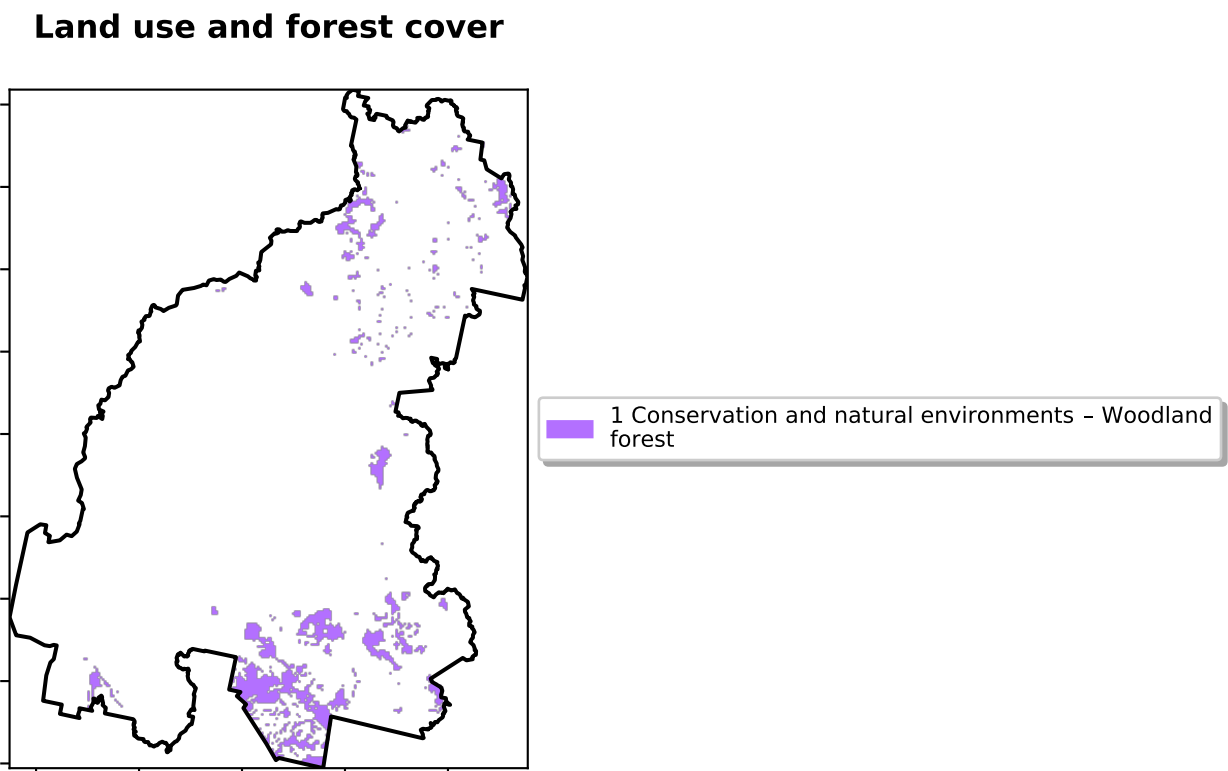 Land use and forest cover
1 Conservation and natural environments – Woodland
forest